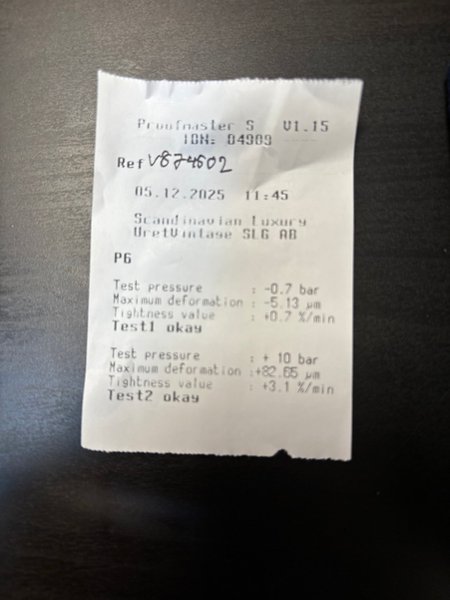 Proofmaster S V1.15
IDN: 04909
Ref V874502
05.12.2025 11:45
Scandinavian Luxury
UretVintage SLG AB
P6
Test pressure : -0.7 bar
Maximum deformation : -5.13 µm
Tightness value : +0.7 %/min
Test1 okay
Test pressure : + 10 bar
Maximum deformation :+82.65 µm
Tightness value : +3.1 %/min
Test2 okay